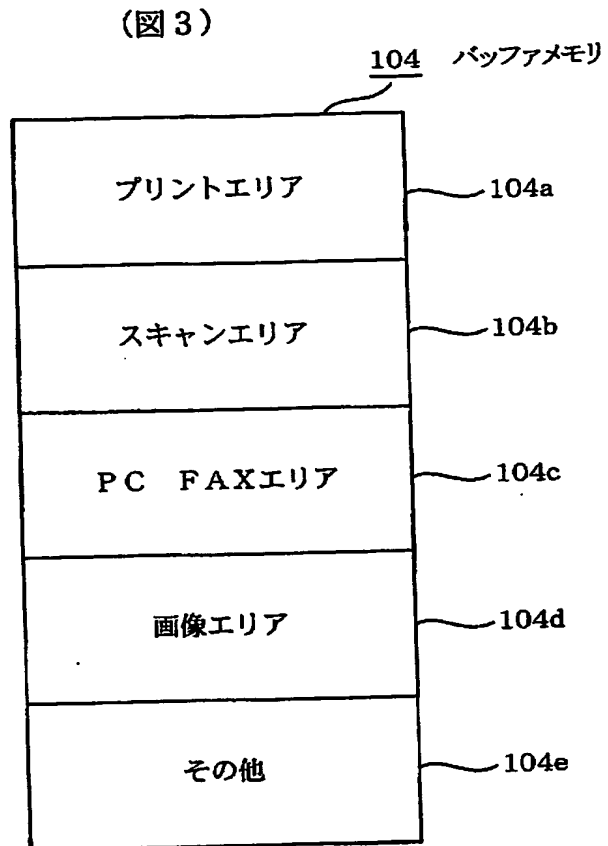 (図3)
104 バッファメモリ
プリントエリア 104a
スキャンエリア 104b
PC FAXエリア 104c
画像エリア 104d
その他 104e